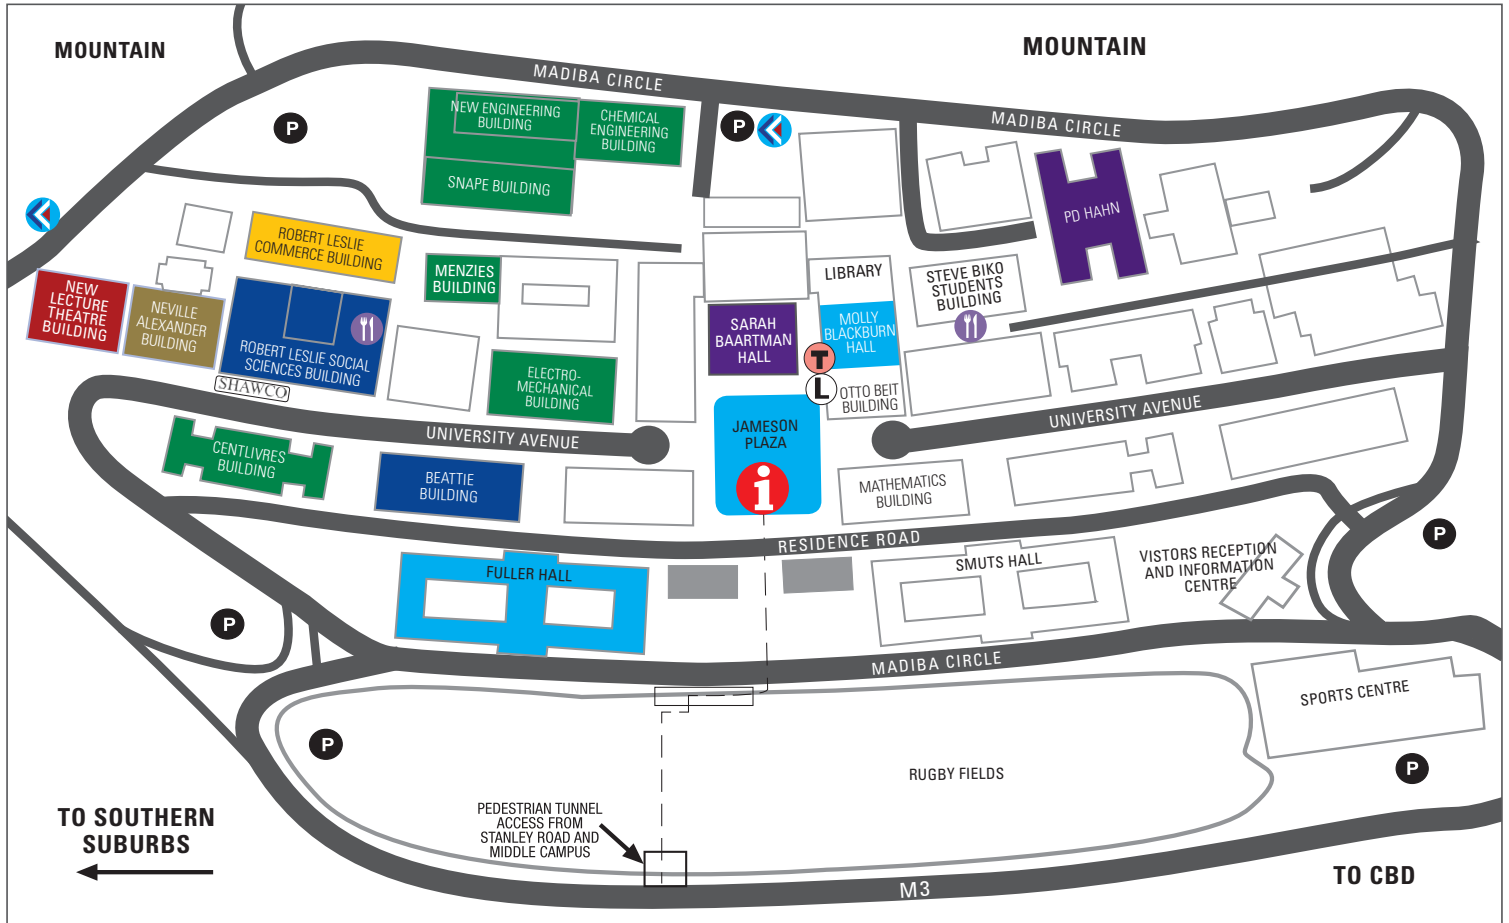 MOUNTAIN
MOUNTAIN
MADIBA CIRCLE
MADIBA CIRCLE
P
P
NEW ENGINEERING
BUILDING
CHEMICAL
ENGINEERING
BUILDING
SNAPE BUILDING
PD HAHN
ROBERT LESLIE
COMMERCE BUILDING
MENZIES
BUILDING
LIBRARY
STEVE BIKO
STUDENTS
BUILDING
NEW
LECTURE
THEATRE
BUILDING
NEVILLE
ALEXANDER
BUILDING
ROBERT LESLIE SOCIAL
SCIENCES BUILDING
SHAWCO
SARAH
BAARTMAN
HALL
MOLLY
BLACKBURN
HALL
T
L
OTTO BEIT
BUILDING
ELECTRO-
MECHANICAL
BUILDING
UNIVERSITY AVENUE
UNIVERSITY AVENUE
JAMESON
PLAZA
i
CENTLIVRES
BUILDING
BEATTIE
BUILDING
MATHEMATICS
BUILDING
RESIDENCE ROAD
P
FULLER HALL
SMUTS HALL
VISTORS RECEPTION
AND INFORMATION
CENTRE
P
MADIBA CIRCLE
SPORTS CENTRE
P
P
RUGBY FIELDS
PEDESTRIAN TUNNEL
ACCESS FROM
STANLEY ROAD AND
MIDDLE CAMPUS
TO SOUTHERN
SUBURBS
TO CBD
M3